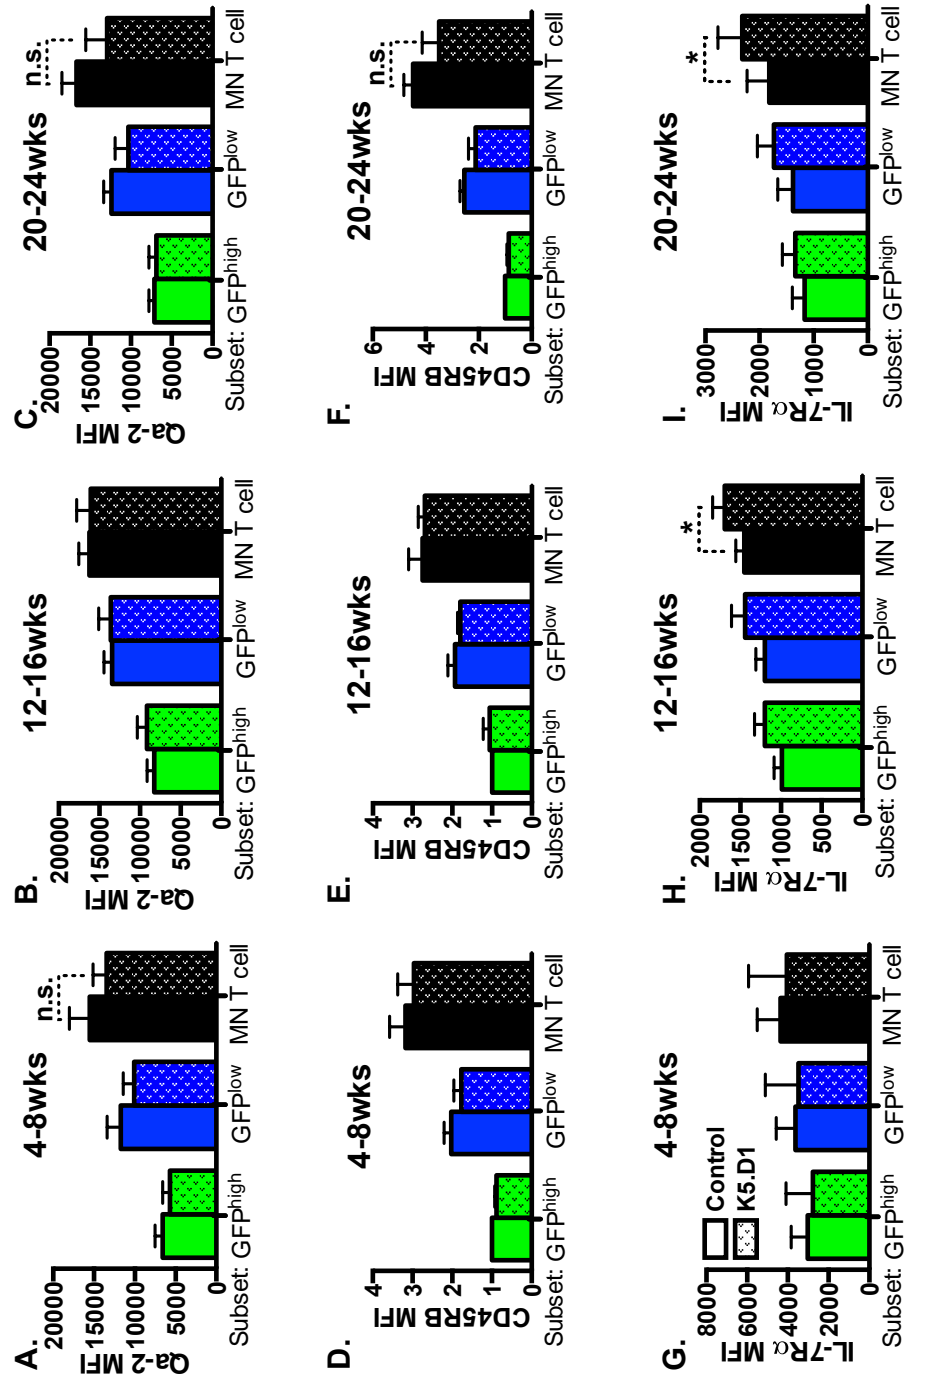 A.
4-8wks
Qa-2 MFI
20000
15000
10000
5000
0
n.s.
Subset: GFPhigh GFPlow MN T cell
B.
12-16wks
Qa-2 MFI
20000
15000
10000
5000
0
Subset: GFPhigh GFPlow MN T cell
C.
20-24wks
Qa-2 MFI
20000
15000
10000
5000
0
n.s.
Subset: GFPhigh GFPlow MN T cell
D.
4-8wks
CD45RB MFI
4
3
2
1
0
Subset: GFPhigh GFPlow MN T cell
E.
12-16wks
CD45RB MFI
4
3
2
1
0
Subset: GFPhigh GFPlow MN T cell
F.
20-24wks
CD45RB MFI
6
4
2
0
n.s.
Subset: GFPhigh GFPlow MN T cell
G.
4-8wks
IL-7Rα MFI
8000
6000
4000
2000
0
Control
K5.D1
Subset: GFPhigh GFPlow MN T cell
H.
12-16wks
IL-7Rα MFI
2000
1500
1000
500
0
*
Subset: GFPhigh GFPlow MN T cell
I.
20-24wks
IL-7Rα MFI
3000
2000
1000
0
*
Subset: GFPhigh GFPlow MN T cell